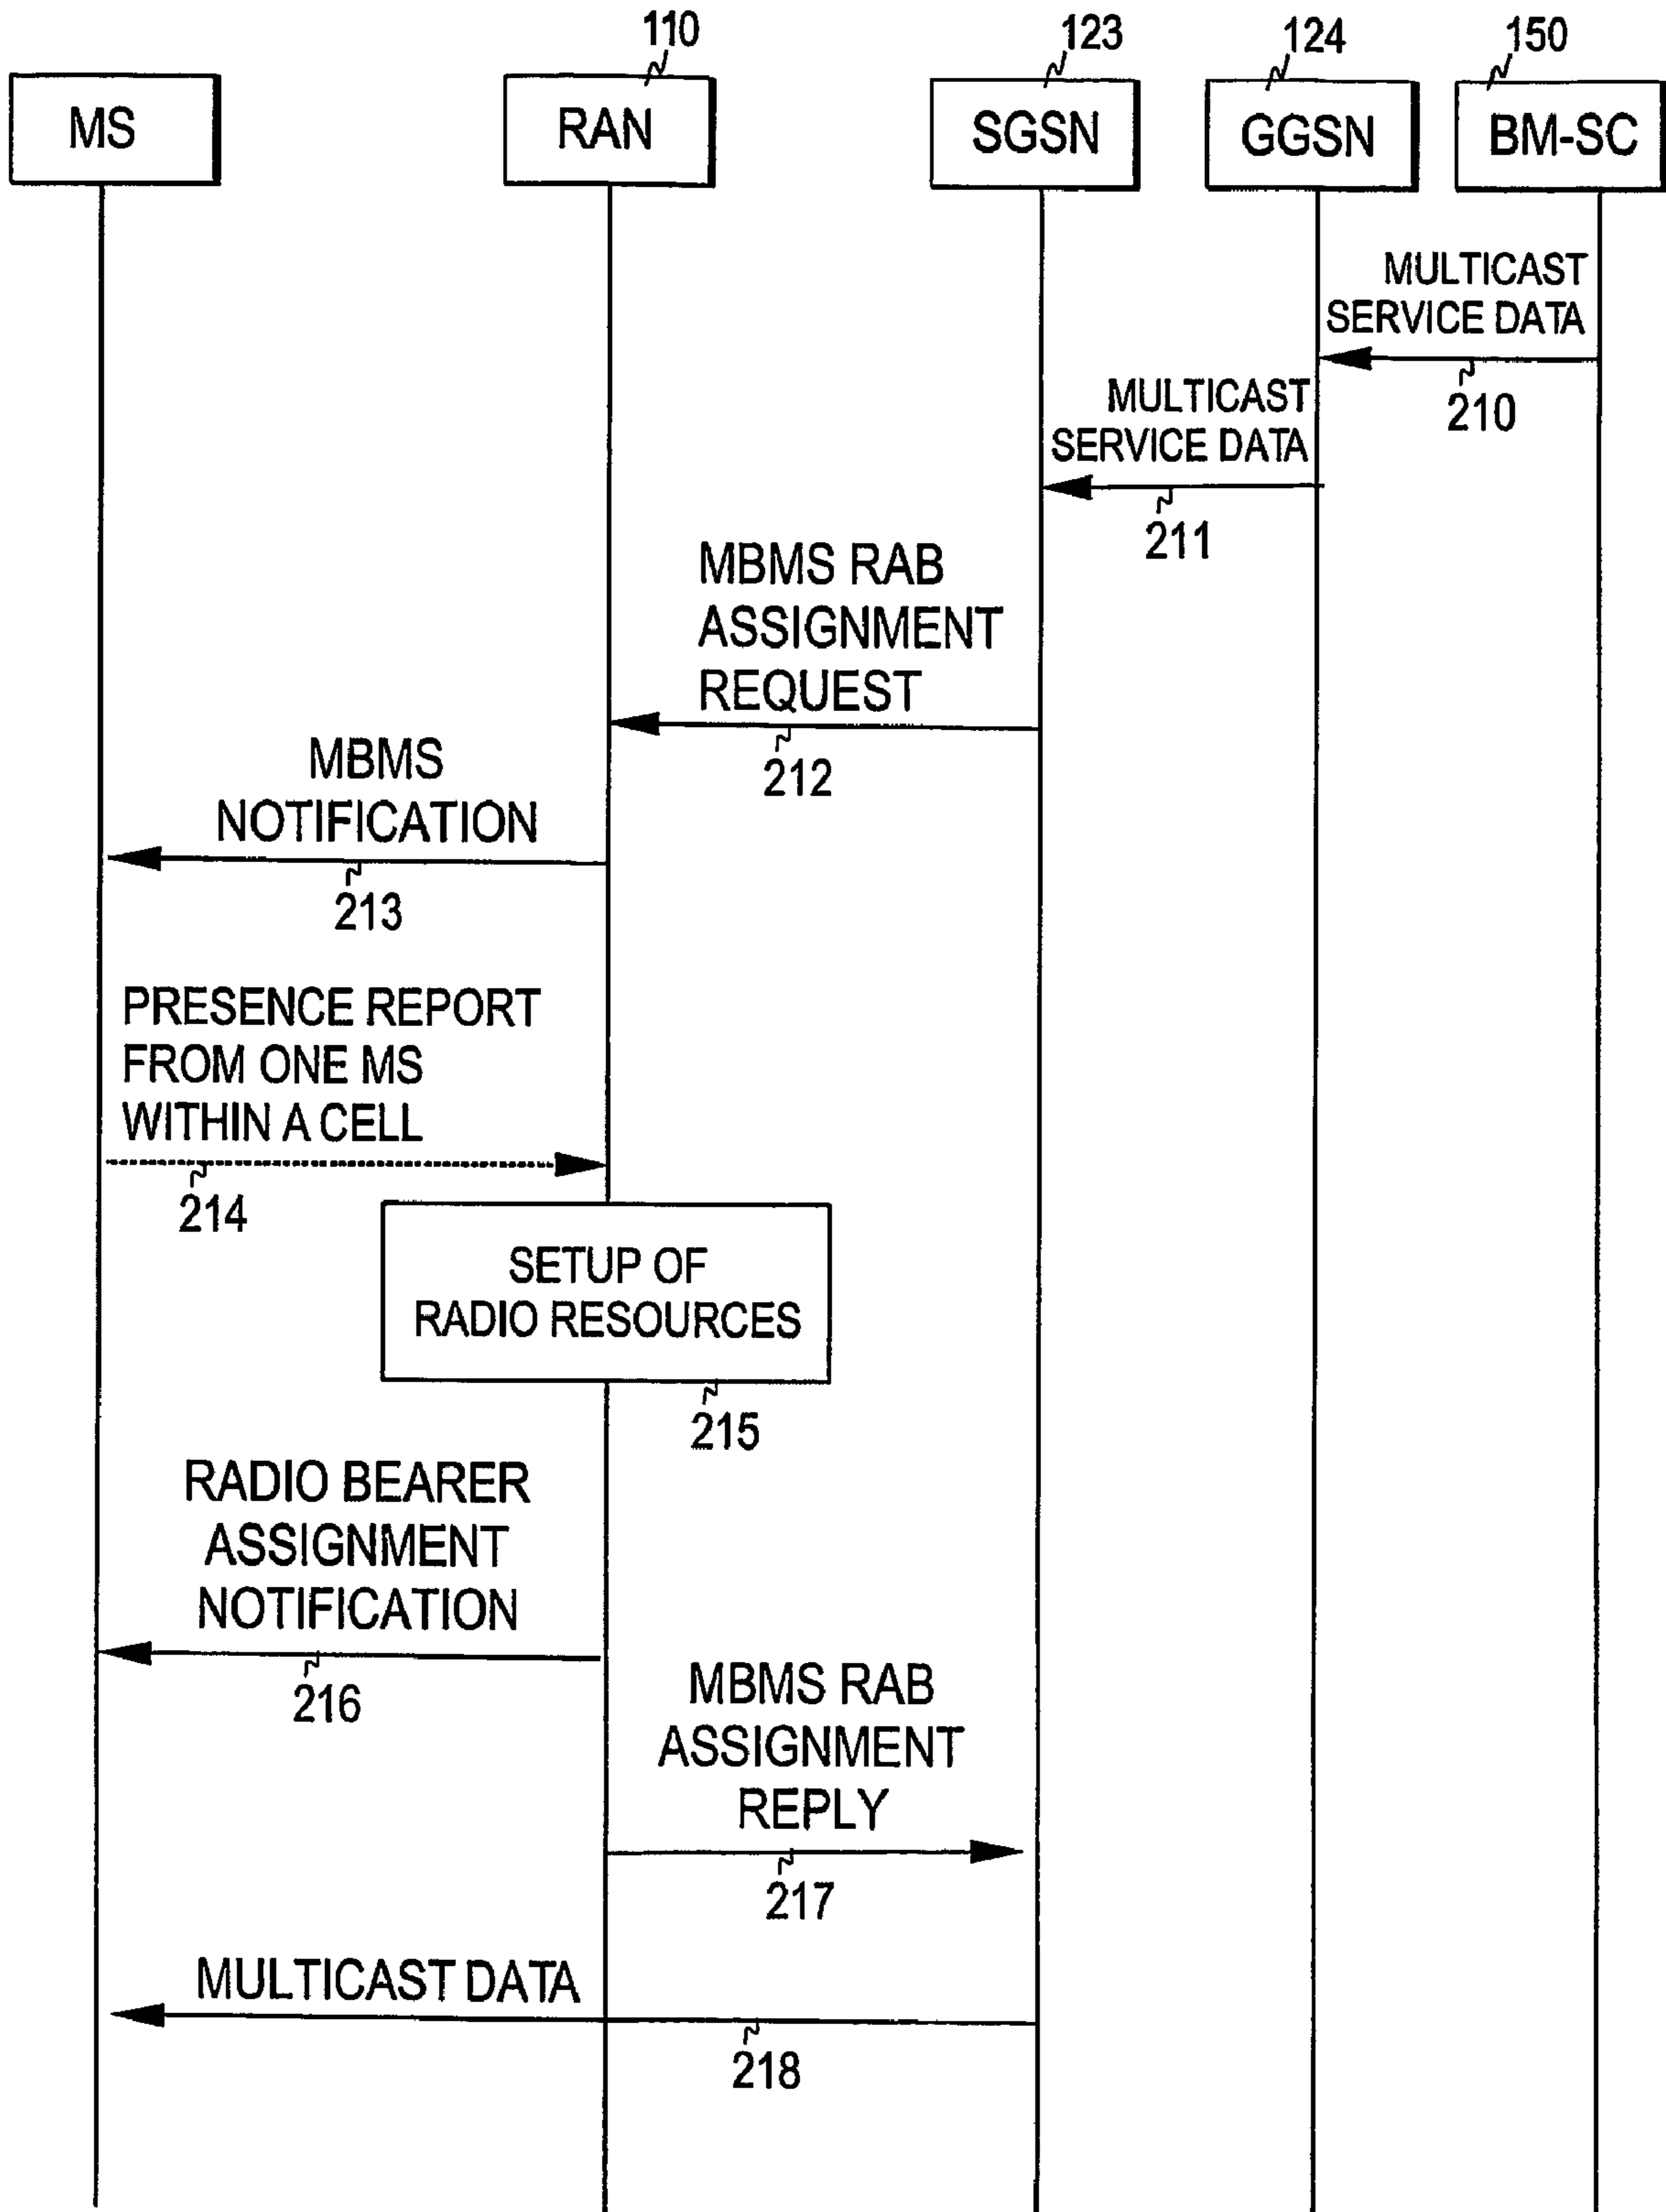 110
123
124
150
MS
RAN
SGSN
GGSN
BM-SC
MULTICAST
SERVICE DATA
210
MULTICAST
SERVICE DATA
211
MBMS RAB
ASSIGNMENT
REQUEST
212
MBMS
NOTIFICATION
213
PRESENCE REPORT
FROM ONE MS
WITHIN A CELL
214
SETUP OF
RADIO RESOURCES
215
RADIO BEARER
ASSIGNMENT
NOTIFICATION
216
MBMS RAB
ASSIGNMENT
REPLY
217
MULTICAST DATA
218